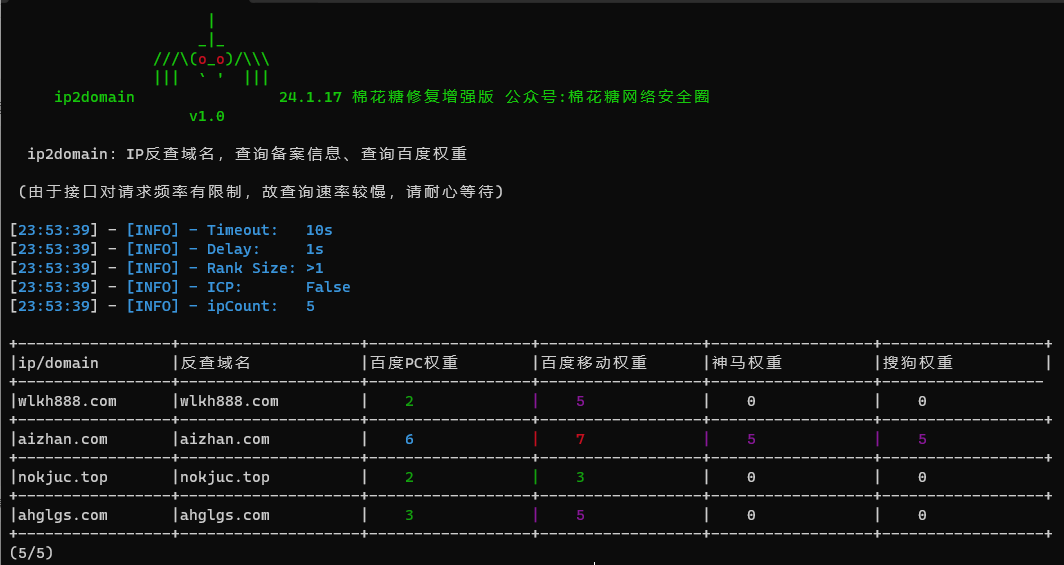 |
_|_
///\(o_o)/\\\
||| ` ' |||
ip2domain 24.1.17 棉花糖修复增强版 公众号:棉花糖网络安全圈
v1.0
ip2domain: IP反查域名, 查询备案信息、查询百度权重
(由于接口对请求频率有限制, 故查询速率较慢, 请耐心等待)
[23:53:39] - [INFO] - Timeout: 10s
[23:53:39] - [INFO] - Delay: 1s
[23:53:39] - [INFO] - Rank Size: >1
[23:53:39] - [INFO] - ICP: False
[23:53:39] - [INFO] - ipCount: 5
|ip/domain |反查域名 |百度PC权重 |百度移动权重 |神马权重 |搜狗权重 |
|wlkh888.com |wlkh888.com | 2 | 5 | 0 | 0
|aizhan.com |aizhan.com | 6 | 7 | 5 | 5
|nokjuc.top |nokjuc.top | 2 | 3 | 0 | 0
|ahglgs.com |ahglgs.com | 3 | 5 | 0 | 0
(5/5)